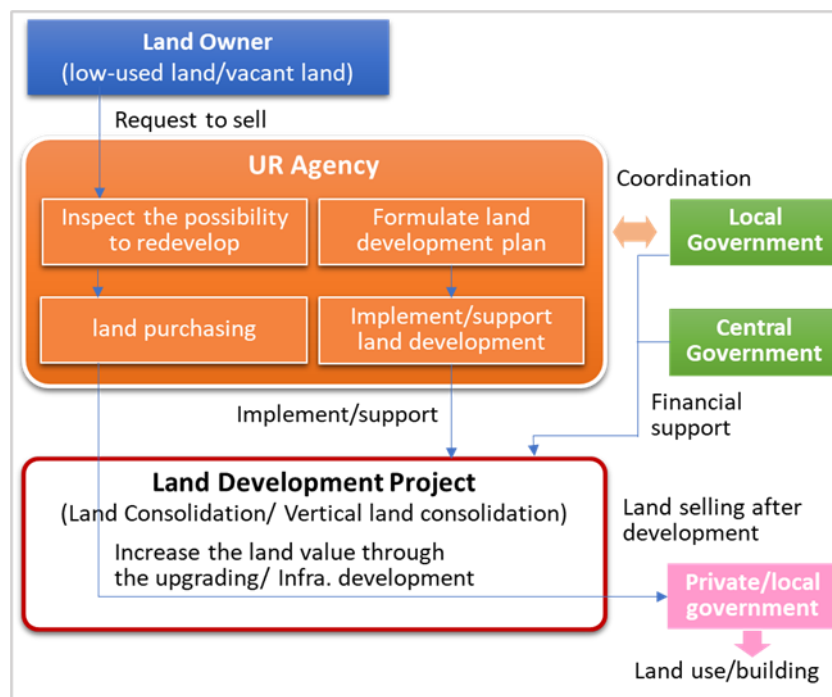 Land Owner
(low-used land/vacant land)
Request to sell
UR Agency
Inspect the possibility
to redevelop
Formulate land
development plan
land purchasing
Implement/support
land development
Coordination
Local
Government
Central
Government
Implement/support
Financial
support
Land Development Project
(Land Consolidation/ Vertical land consolidation)
Increase the land value through
the upgrading/ Infra. development
Land selling after
development
Private/local
government
Land use/building